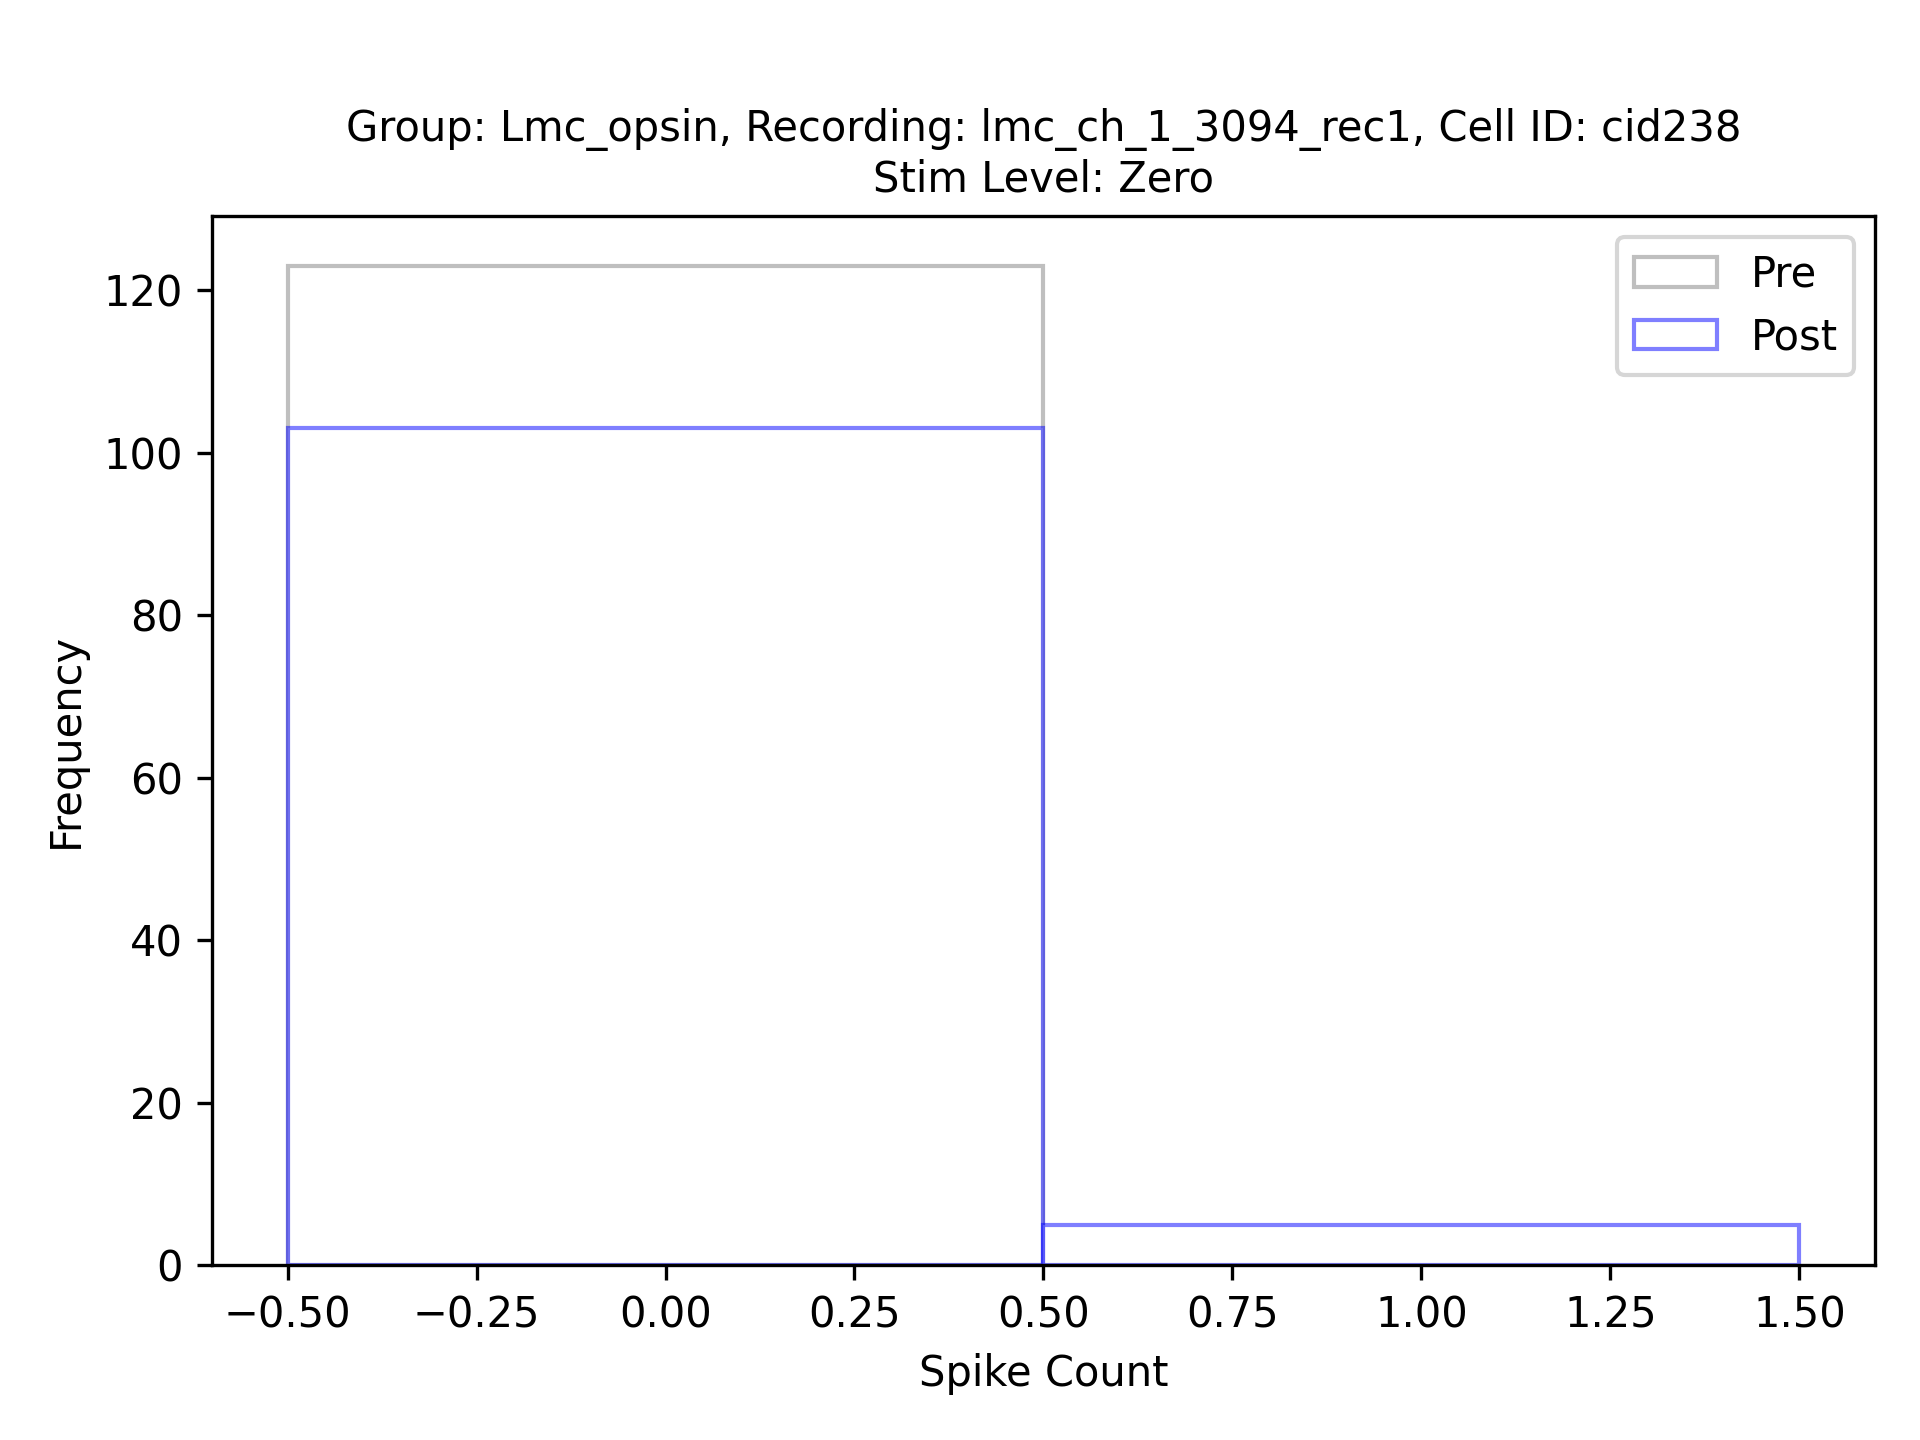 Group: Lmc_opsin, Recording: lmc_ch_1_3094_rec1, Cell ID: cid238
Stim Level: Zero
Pre
Post
120
100
80
60
40
20
0
Frequency
−0.50 −0.25 0.00 0.25 0.50 0.75 1.00 1.25 1.50
Spike Count